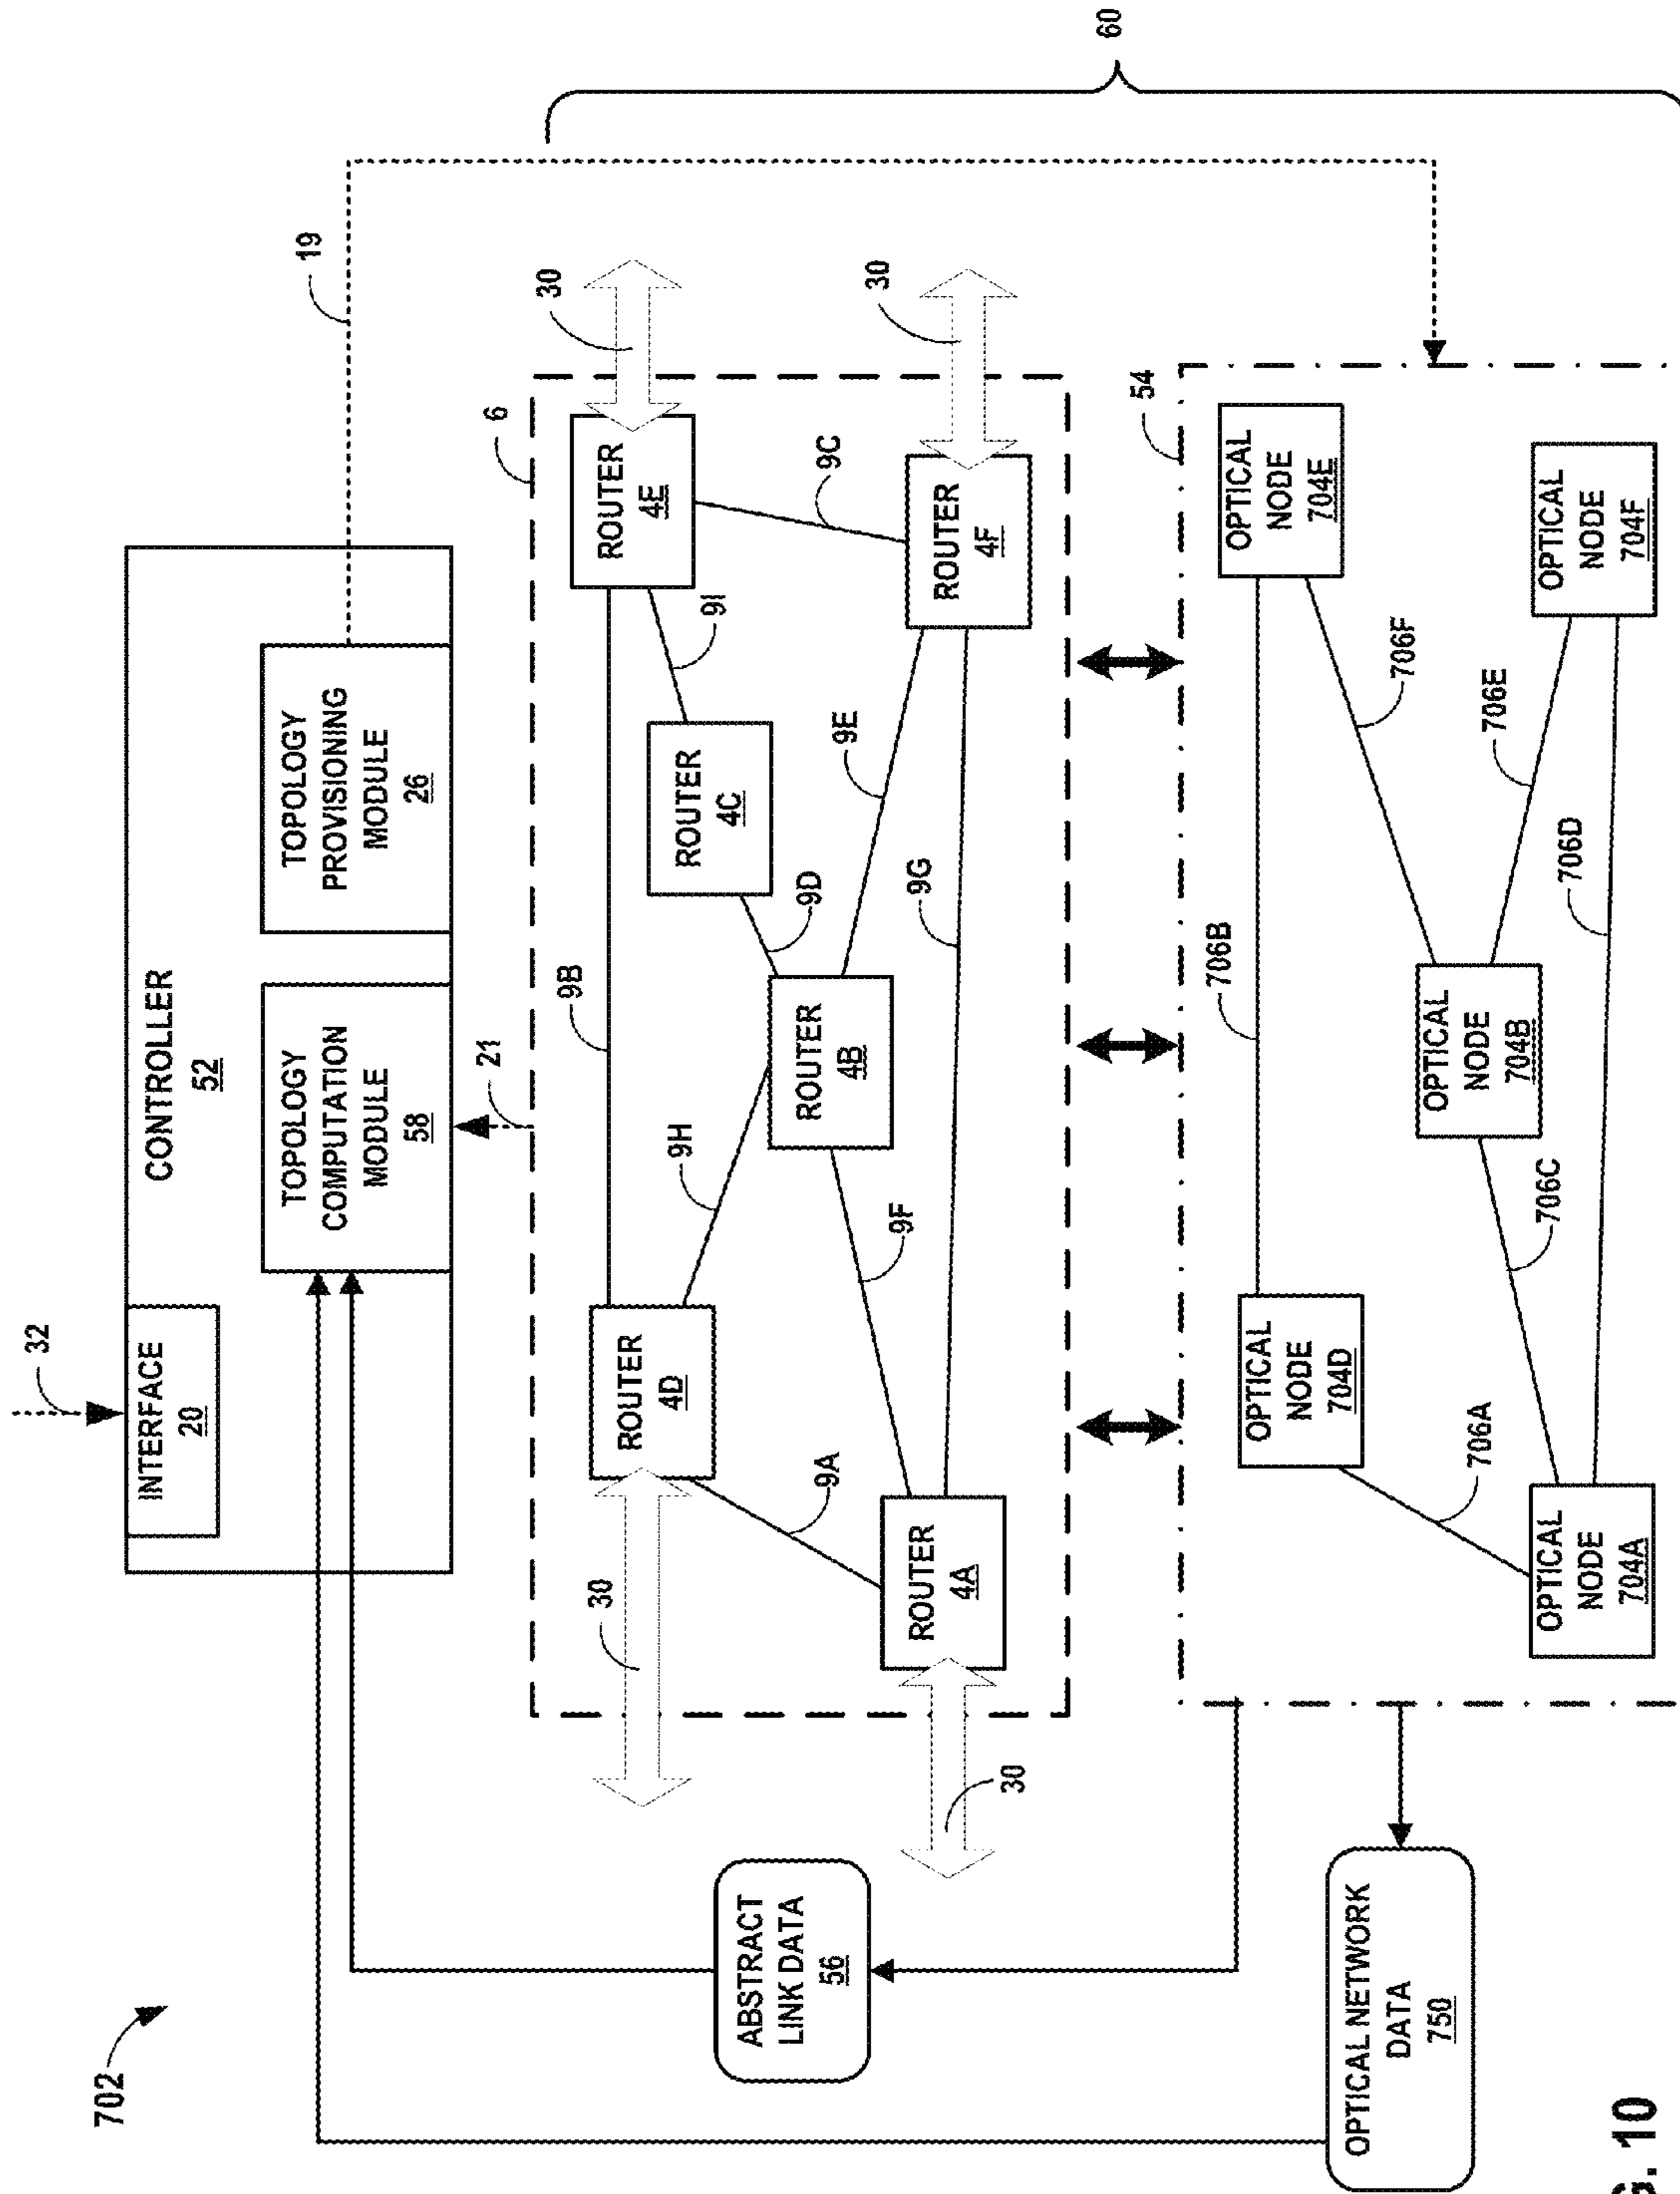 702
32
INTERFACE
20
CONTROLLER
52
TOPOLOGY
COMPUTATION
MODULE
58
TOPOLOGY
PROVISIONING
MODULE
26
19
21
60
ABSTRACT
LINK DATA
56
30
30
30
30
6
ROUTER
4D
9B
ROUTER
4E
9I
9H
ROUTER
4C
9C
9D
9A
ROUTER
4B
9E
9F
ROUTER
4F
ROUTER
4A
9G
54
OPTICAL NETWORK
DATA
750
OPTICAL
NODE
704D
706B
OPTICAL
NODE
704E
706F
706A
706C
OPTICAL
NODE
704B
706E
OPTICAL
NODE
704A
706D
OPTICAL
NODE
704F
G. 10